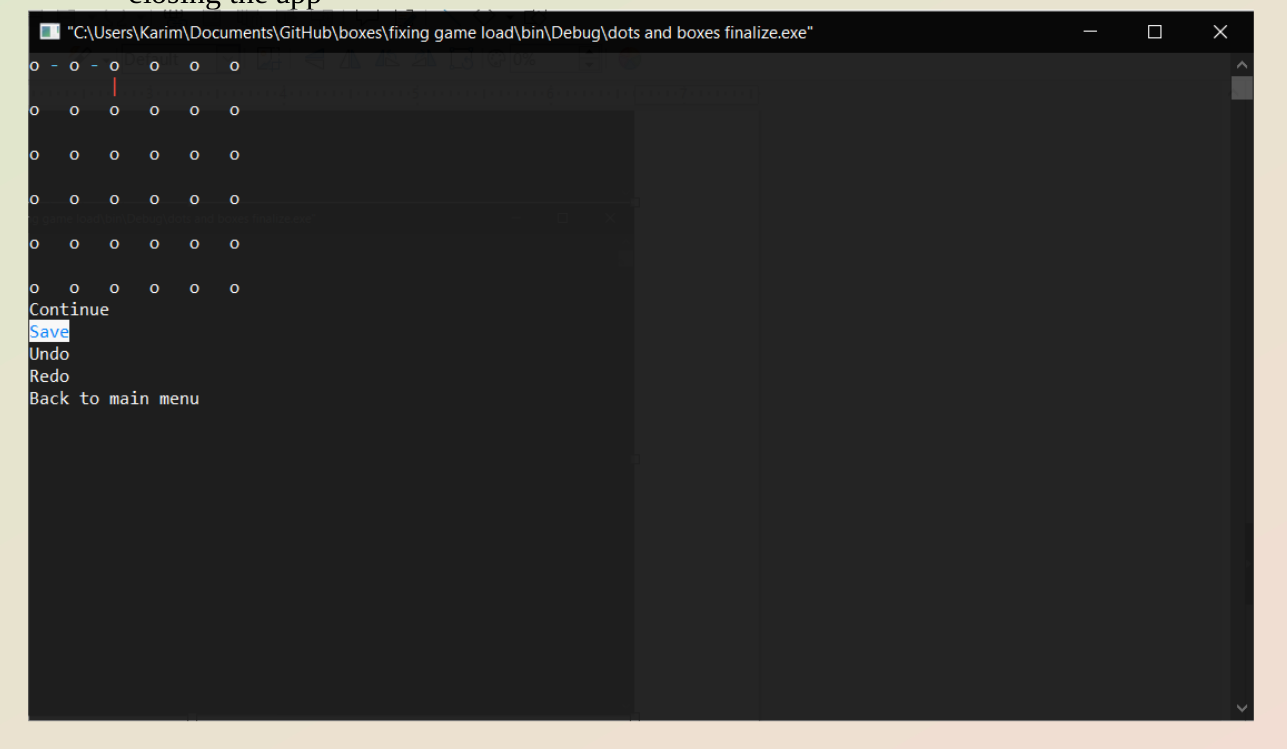 closing the app
"C:\Users\Karim\Documents\GitHub\boxes\fixing game load\bin\Debug\dots and boxes finalize.exe"
o - o - o   o   o   o
        |
o   o   o   o   o   o
o   o   o   o   o   o
o   o   o   o   o   o
o   o   o   o   o   o
o   o   o   o   o   o
Continue
Save
Undo
Redo
Back to main menu